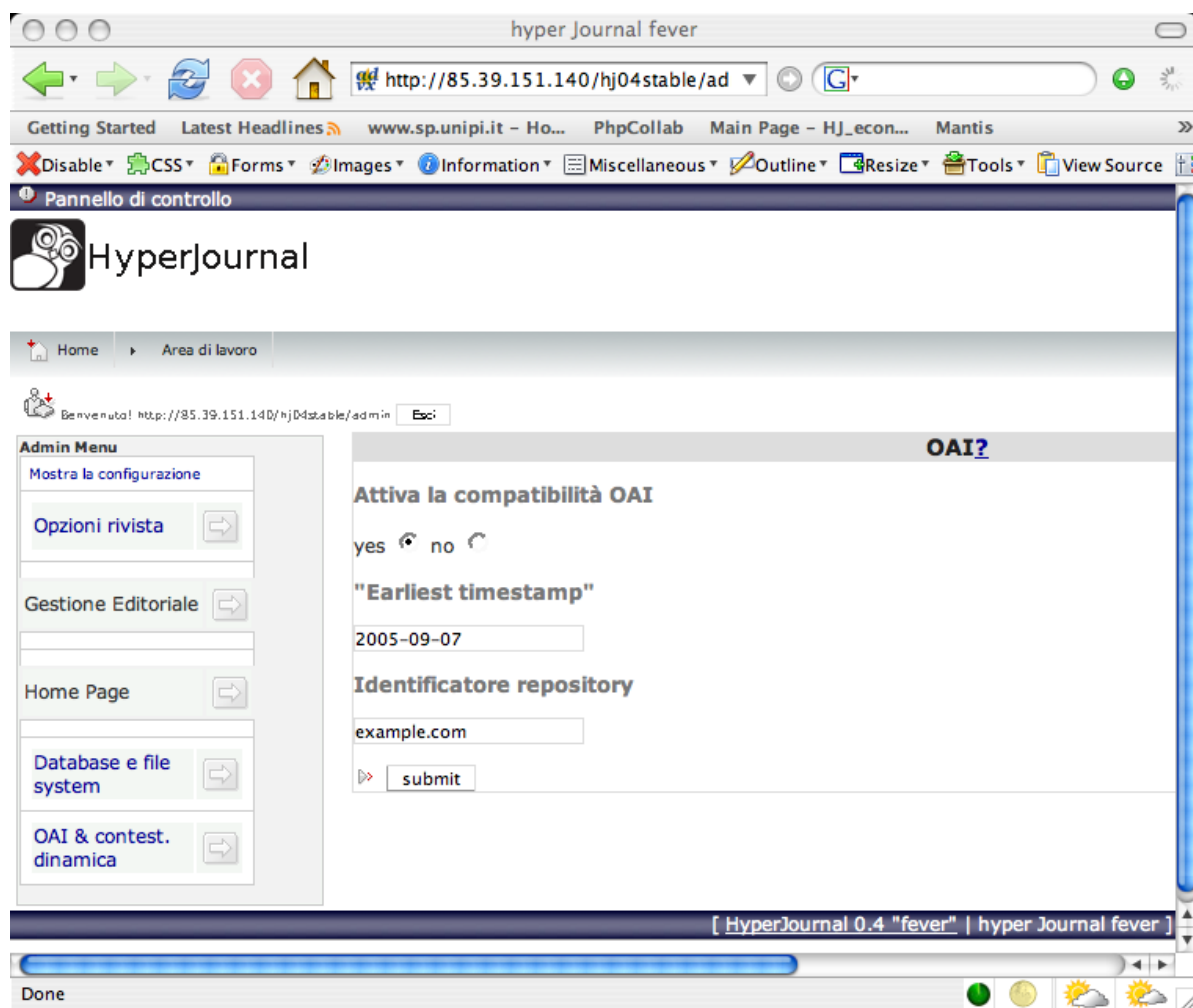 hyper Journal fever
http://85.39.151.140/hj04stable/ad
G
Getting Started Latest Headlines www.sp.unipi.it – Ho... PhpCollab Main Page – HJ_econ... Mantis »
Disable CSS Forms Images Information Miscellaneous Outline Resize Tools View Source
Pannello di controllo
HyperJournal
Home Area di lavoro
Benvenuto! http://85.39.151.140/hj04stable/admin Esci
Admin Menu
Mostra la configurazione
Opzioni rivista
Gestione Editoriale
Home Page
Database e file
system
OAI & contest.
dinamica
OAI?
Attiva la compatibilità OAI
yes no
"Earliest timestamp"
2005-09-07
Identificatore repository
example.com
submit
[ HyperJournal 0.4 "fever" | hyper Journal fever ]
Done